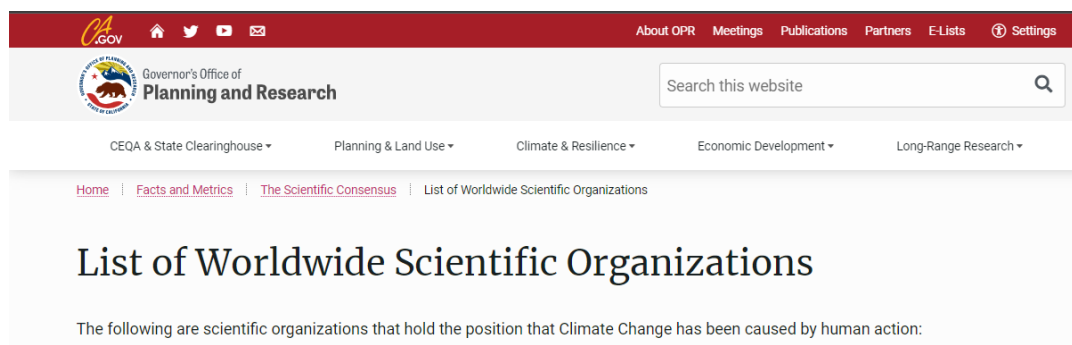 CA.GOV About OPR Meetings Publications Partners E-Lists Settings
Governor's Office of
Planning and Research
Search this website
CEQA & State Clearinghouse Planning & Land Use Climate & Resilience Economic Development Long-Range Research
Home Facts and Metrics The Scientific Consensus List of Worldwide Scientific Organizations
List of Worldwide Scientific Organizations
The following are scientific organizations that hold the position that Climate Change has been caused by human action: